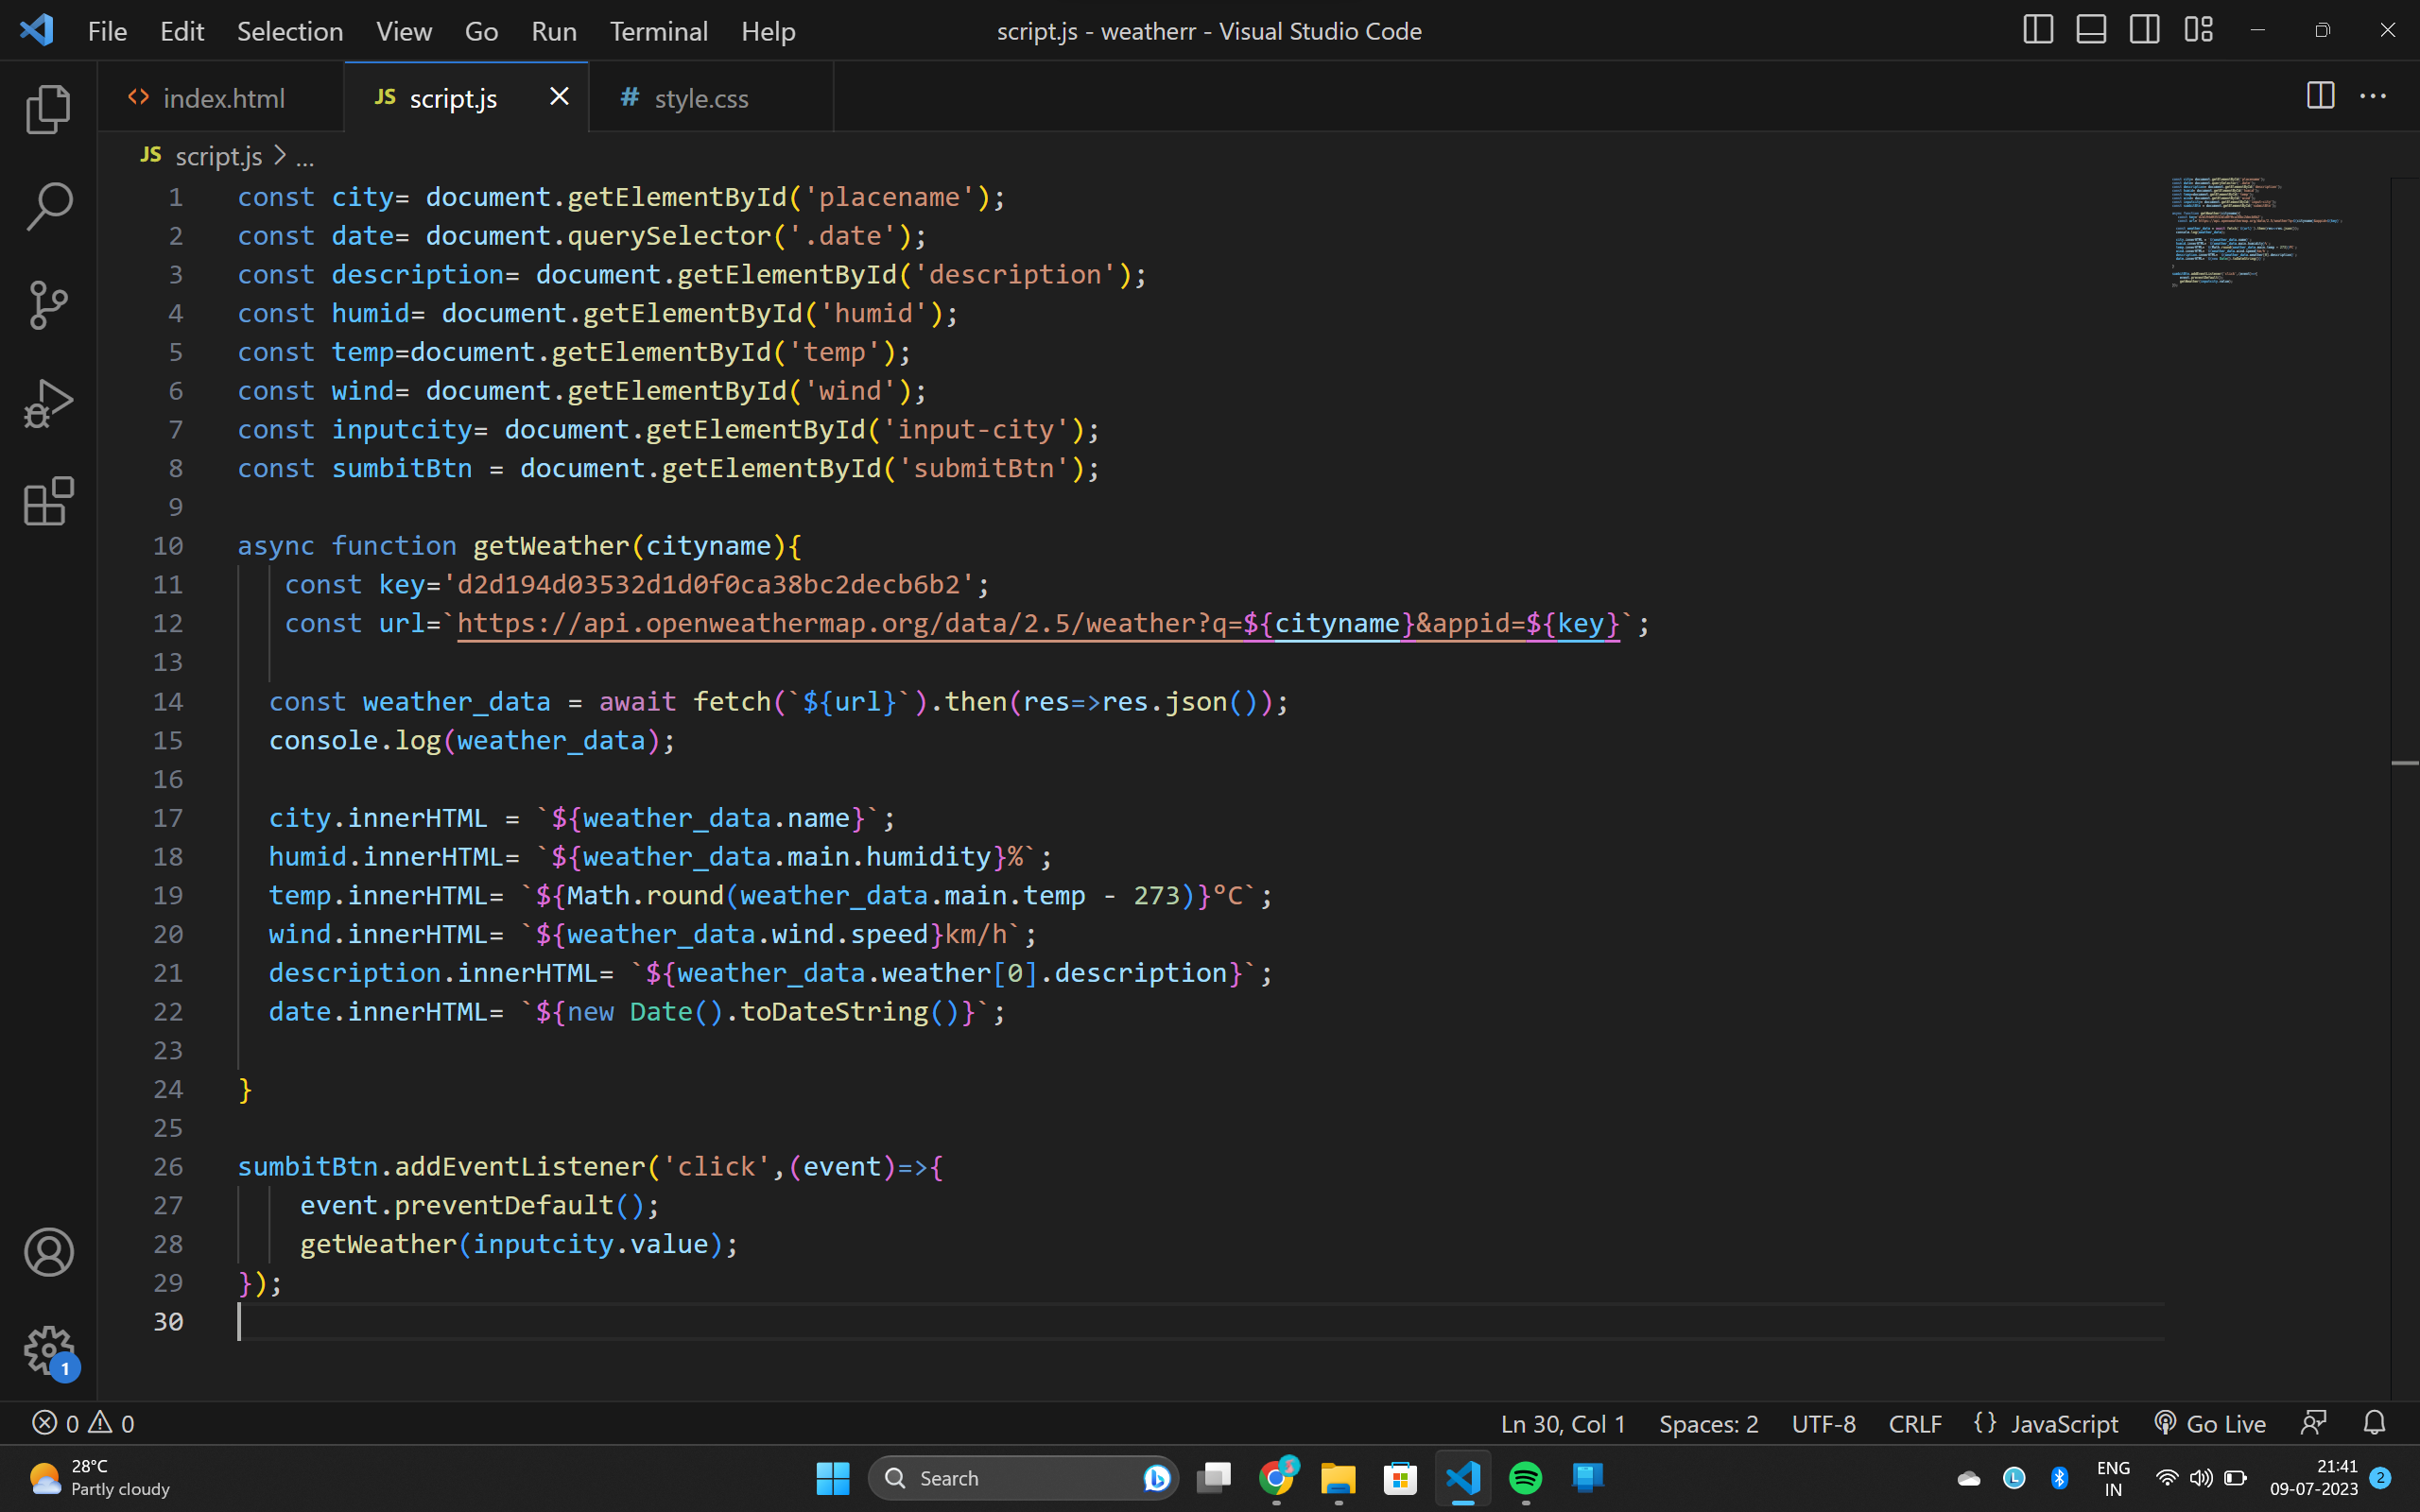 File Edit Selection View Go Run Terminal Help script.js - weatherr - Visual Studio Code
index.html JS script.js # style.css
JS script.js > ...
1 const city= document.getElementById('placename');
2 const date= document.querySelector('.date');
3 const description= document.getElementById('description');
4 const humid= document.getElementById('humid');
5 const temp=document.getElementById('temp');
6 const wind= document.getElementById('wind');
7 const inputcity= document.getElementById('input-city');
8 const sumbitBtn = document.getElementById('submitBtn');
9
10 async function getWeather(cityname){
11 const key='d2d194d03532d1d0f0ca38bc2decb6b2';
12 const url=`https://api.openweathermap.org/data/2.5/weather?q=${cityname}&appid=${key}`;
13
14 const weather_data = await fetch(`${url}`).then(res=>res.json());
15 console.log(weather_data);
16
17 city.innerHTML = `${weather_data.name}`;
18 humid.innerHTML= `${weather_data.main.humidity}%`;
19 temp.innerHTML= `${Math.round(weather_data.main.temp - 273)}°C`;
20 wind.innerHTML= `${weather_data.wind.speed}km/h`;
21 description.innerHTML= `${weather_data.weather[0].description}`;
22 date.innerHTML= `${new Date().toDateString()}`;
23
24 }
25
26 sumbitBtn.addEventListener('click',(event)=>{
27 event.preventDefault();
28 getWeather(inputcity.value);
29 });
30
1
0 0 Ln 30, Col 1 Spaces: 2 UTF-8 CRLF {} JavaScript Go Live
28°C
Partly cloudy
Search
L
ENG
IN
21:41
09-07-2023
2